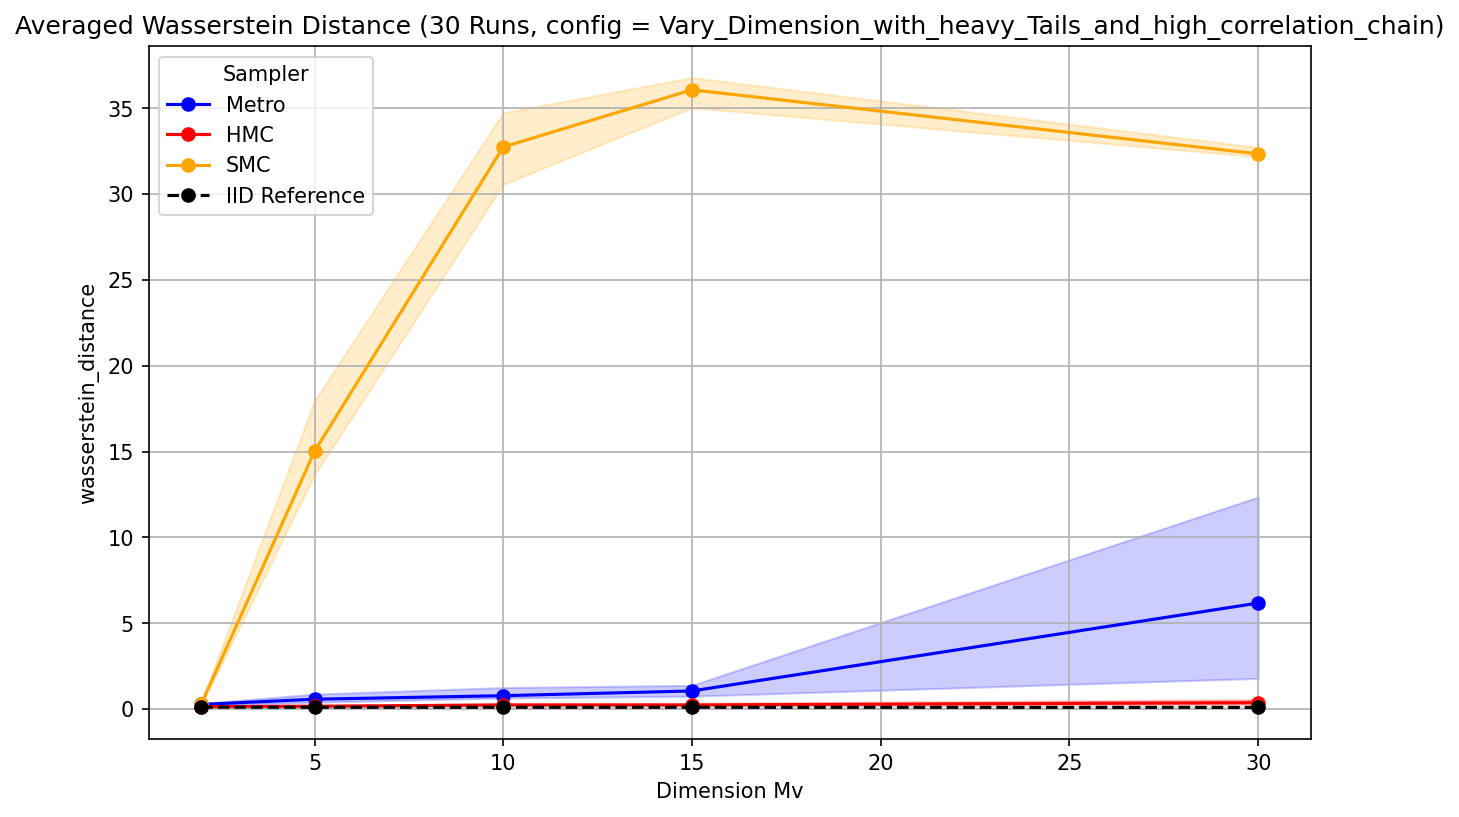 Averaged Wasserstein Distance (30 Runs, config = Vary_Dimension_with_heavy_Tails_and_high_correlation_chain)
Sampler
Metro
HMC
SMC
IID Reference
wasserstein_distance
35
30
25
20
15
10
5
0
5
10
15
20
25
30
Dimension Mv